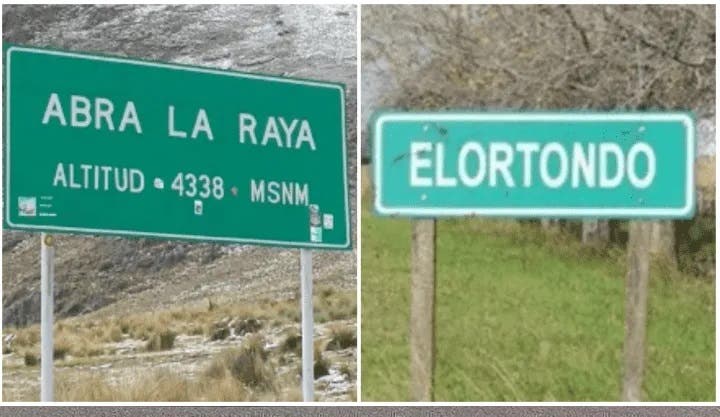 ABRA LA RAYA
ALTITUD 4338 MSNM
ELORTONDO